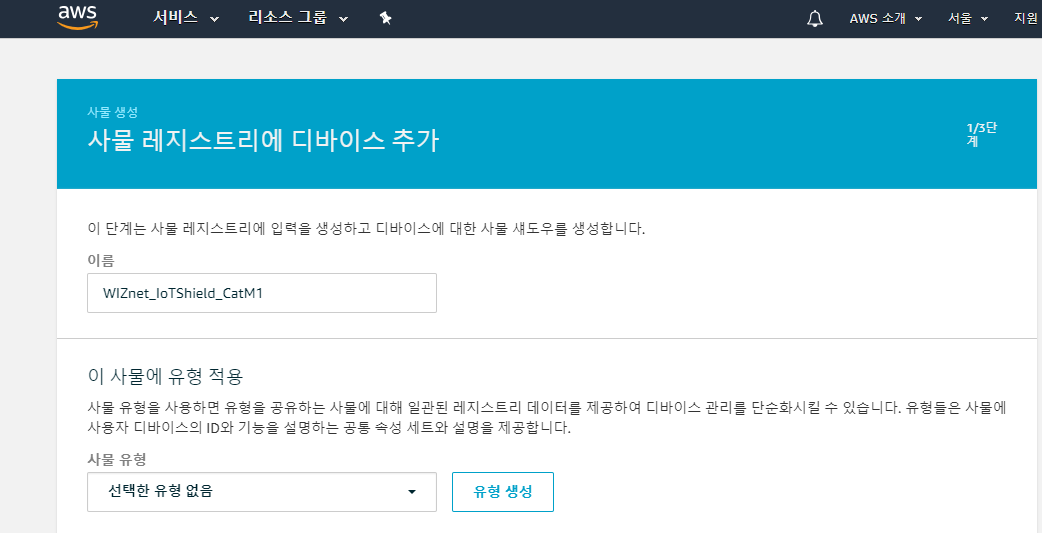 aws 서비스 리소스 그룹 AWS 소개 서울 지원
사물 생성
사물 레지스트리에 디바이스 추가
1/3단
계
이 단계는 사물 레지스트리에 입력을 생성하고 디바이스에 대한 사물 섀도우를 생성합니다.
이름
WIZnet_IoTShield_CatM1
이 사물에 유형 적용
사물 유형을 사용하면 유형을 공유하는 사물에 대해 일관된 레지스트리 데이터를 제공하여 디바이스 관리를 단순화시킬 수 있습니다. 유형들은 사물에
사용자 디바이스의 ID와 기능을 설명하는 공통 속성 세트와 설명을 제공합니다.
사물 유형
선택한 유형 없음 유형 생성